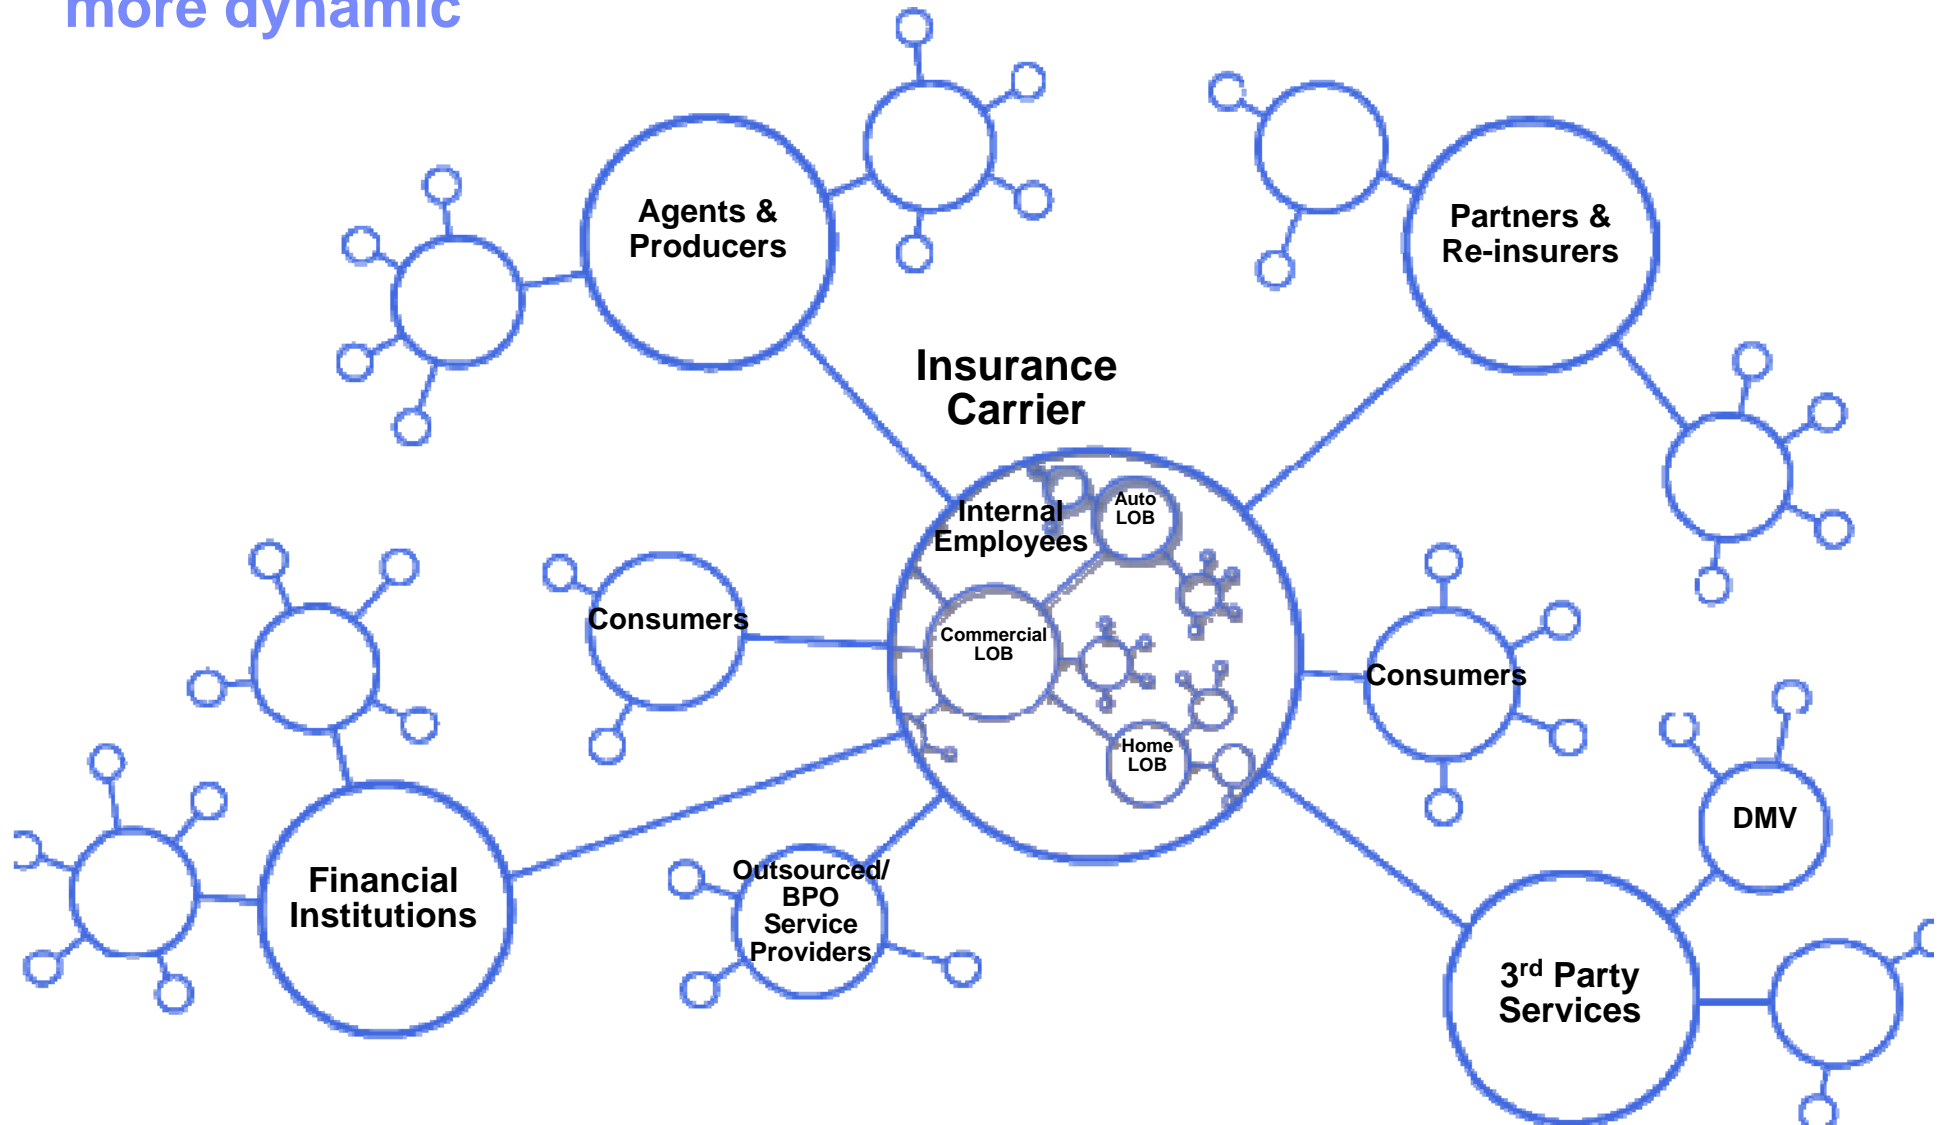 more dynamic
Agents &
Producers
Partners &
Re-insurers
Insurance
Carrier
Internal
Employees
Auto
LOB
Consumers
Commercial
LOB
Consumers
Home
LOB
DMV
Financial
Institutions
Outsourced/
BPO
Service
Providers
3rd Party
Services